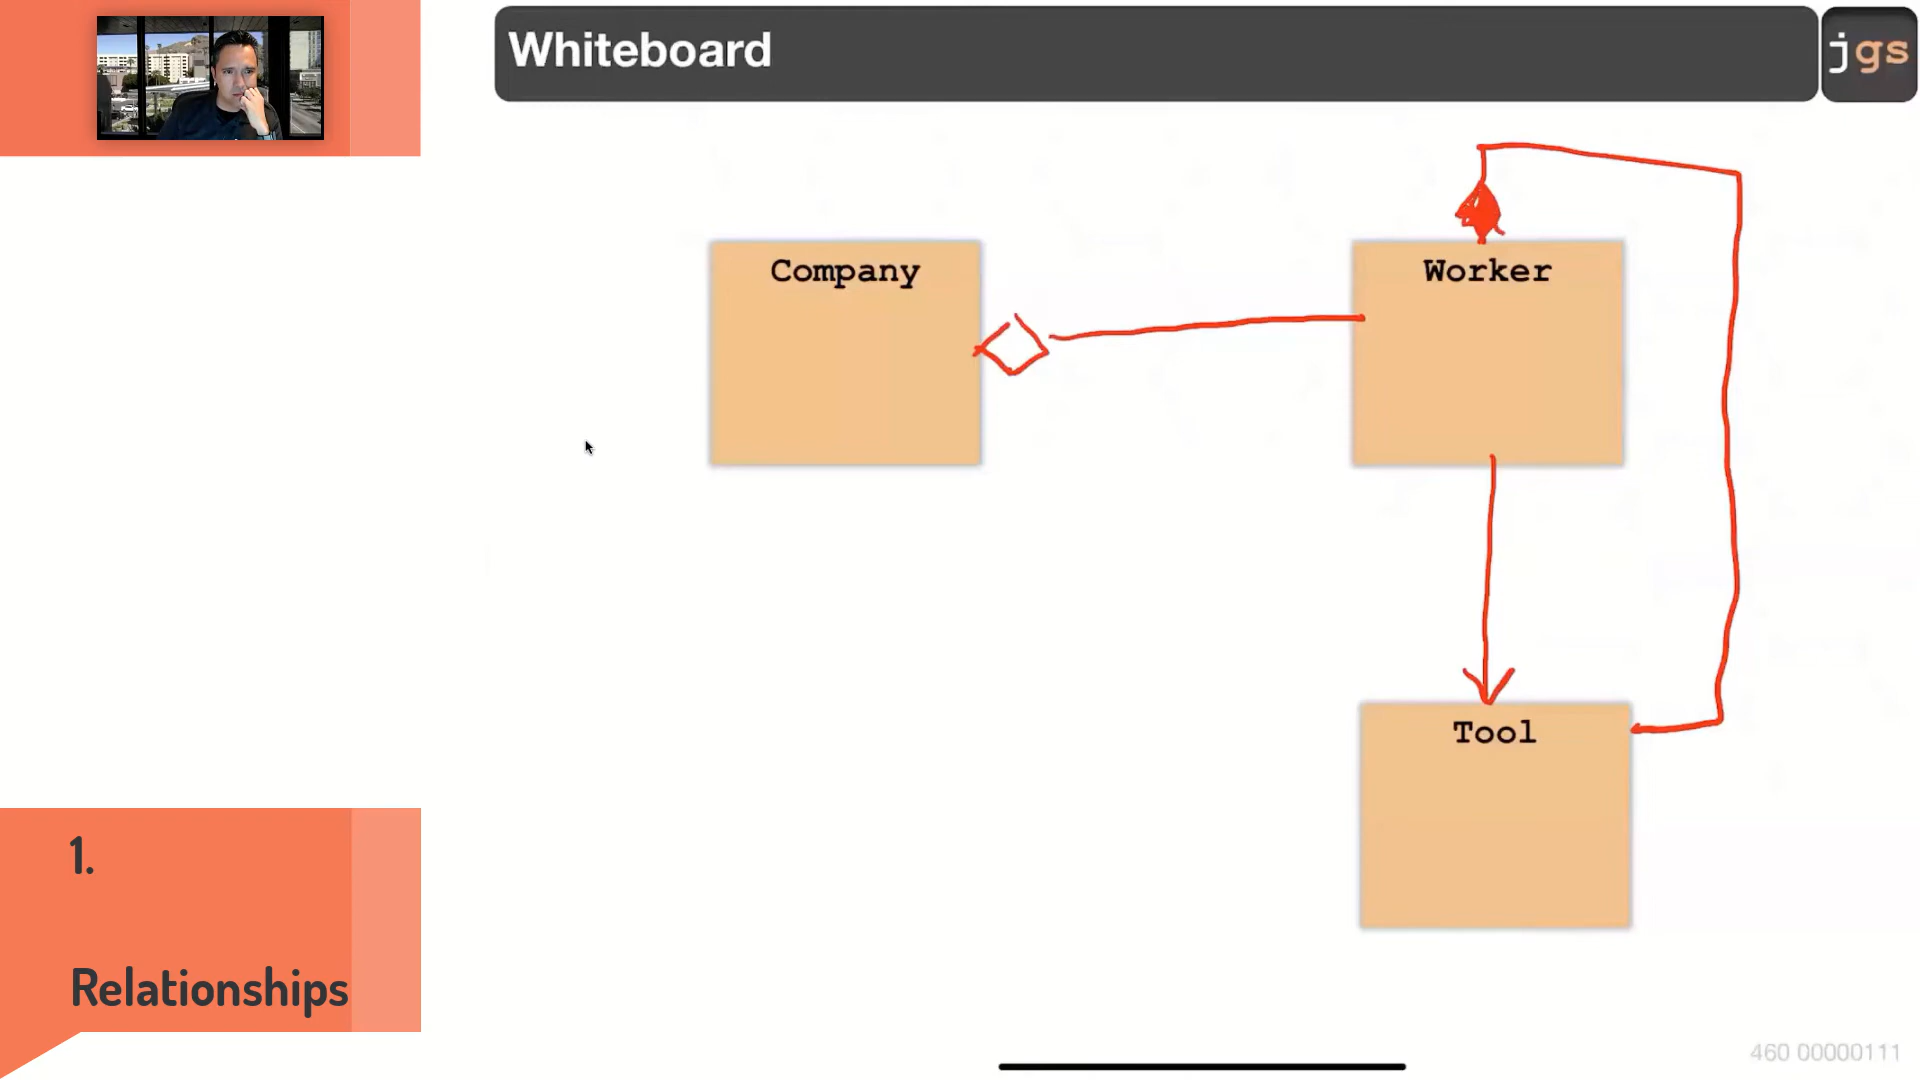 Whiteboard
jgs
Company
Worker
Tool
1.
Relationships
460 00000111